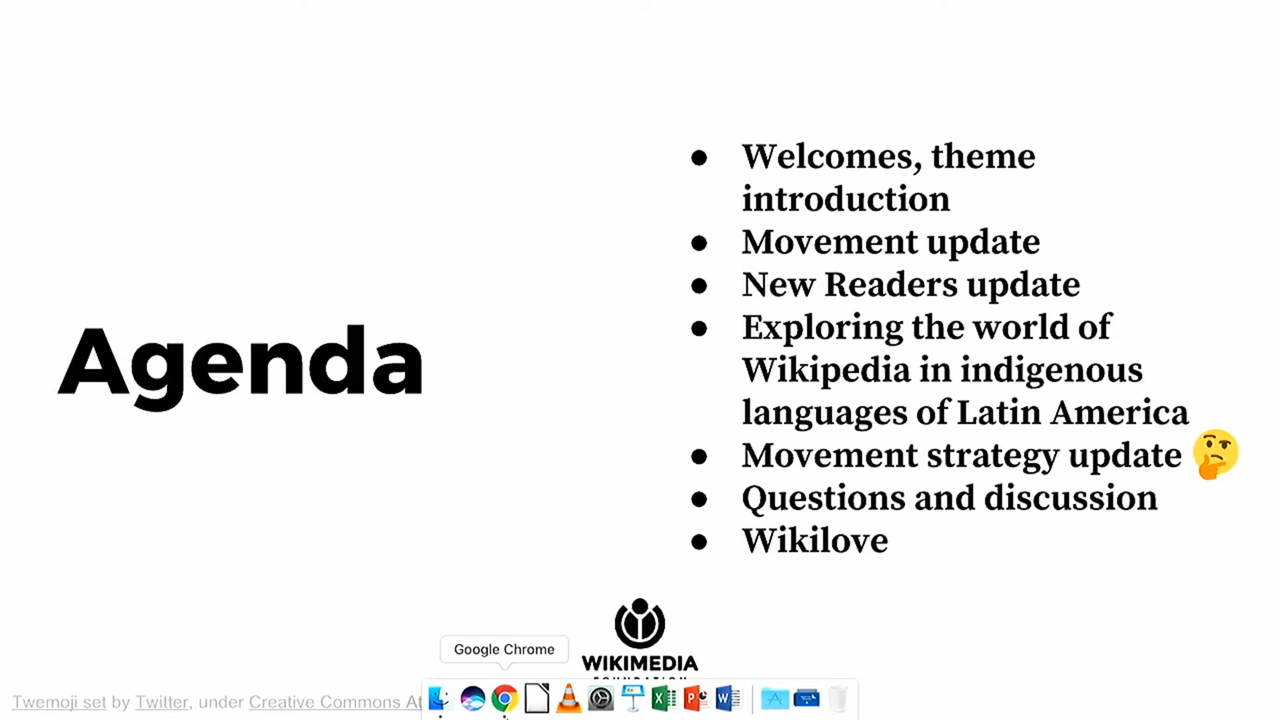 Agenda
● Welcomes, theme
introduction
● Movement update
● New Readers update
● Exploring the world of
Wikipedia in indigenous
languages of Latin America
● Movement strategy update 🤔
● Questions and discussion
● Wikilove
Google Chrome
WIKIMEDIA
Twemoji set by Twitter, under Creative Commons At